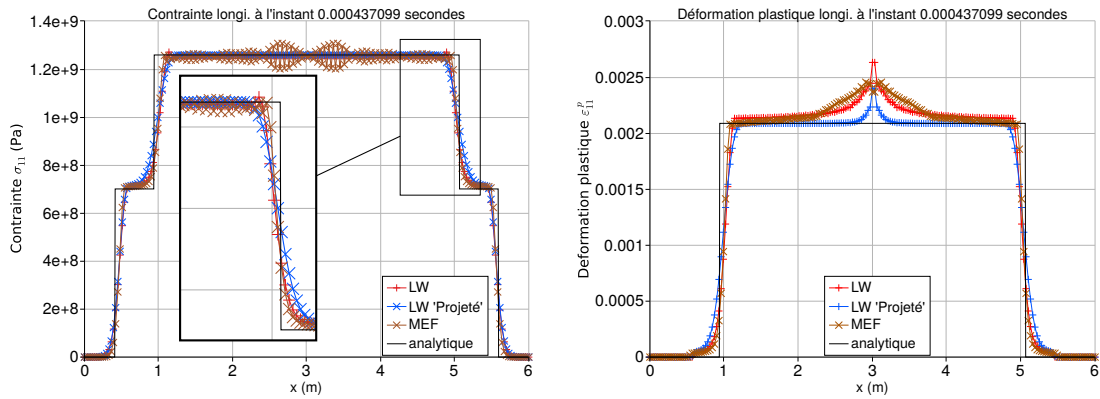 Contrainte longi. à l'instant 0.000437099 secondes
1.4e+9
1.2e+9
1e+9
8e+8
6e+8
4e+8
2e+8
0
Contrainte σ11 (Pa)
LW
LW 'Projeté'
MEF
analytique
0 1 2 3 4 5 6
x (m)
Déformation plastique longi. à l'instant 0.000437099 secondes
0.003
0.0025
0.002
0.0015
0.001
0.0005
0
Déformation plastique ε^p_11
LW
LW 'Projeté'
MEF
analytique
0 1 2 3 4 5 6
x (m)